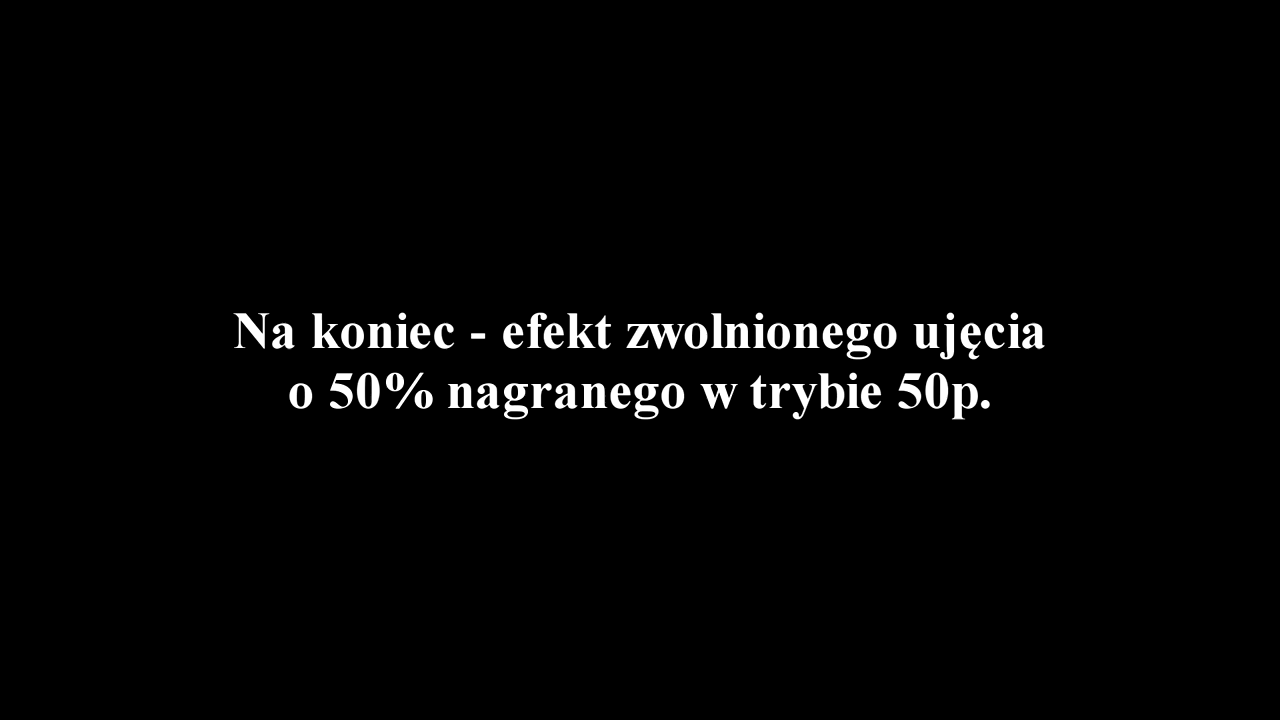 Na koniec - efekt zwolnionego ujęcia
o 50% nagranego w trybie 50p.